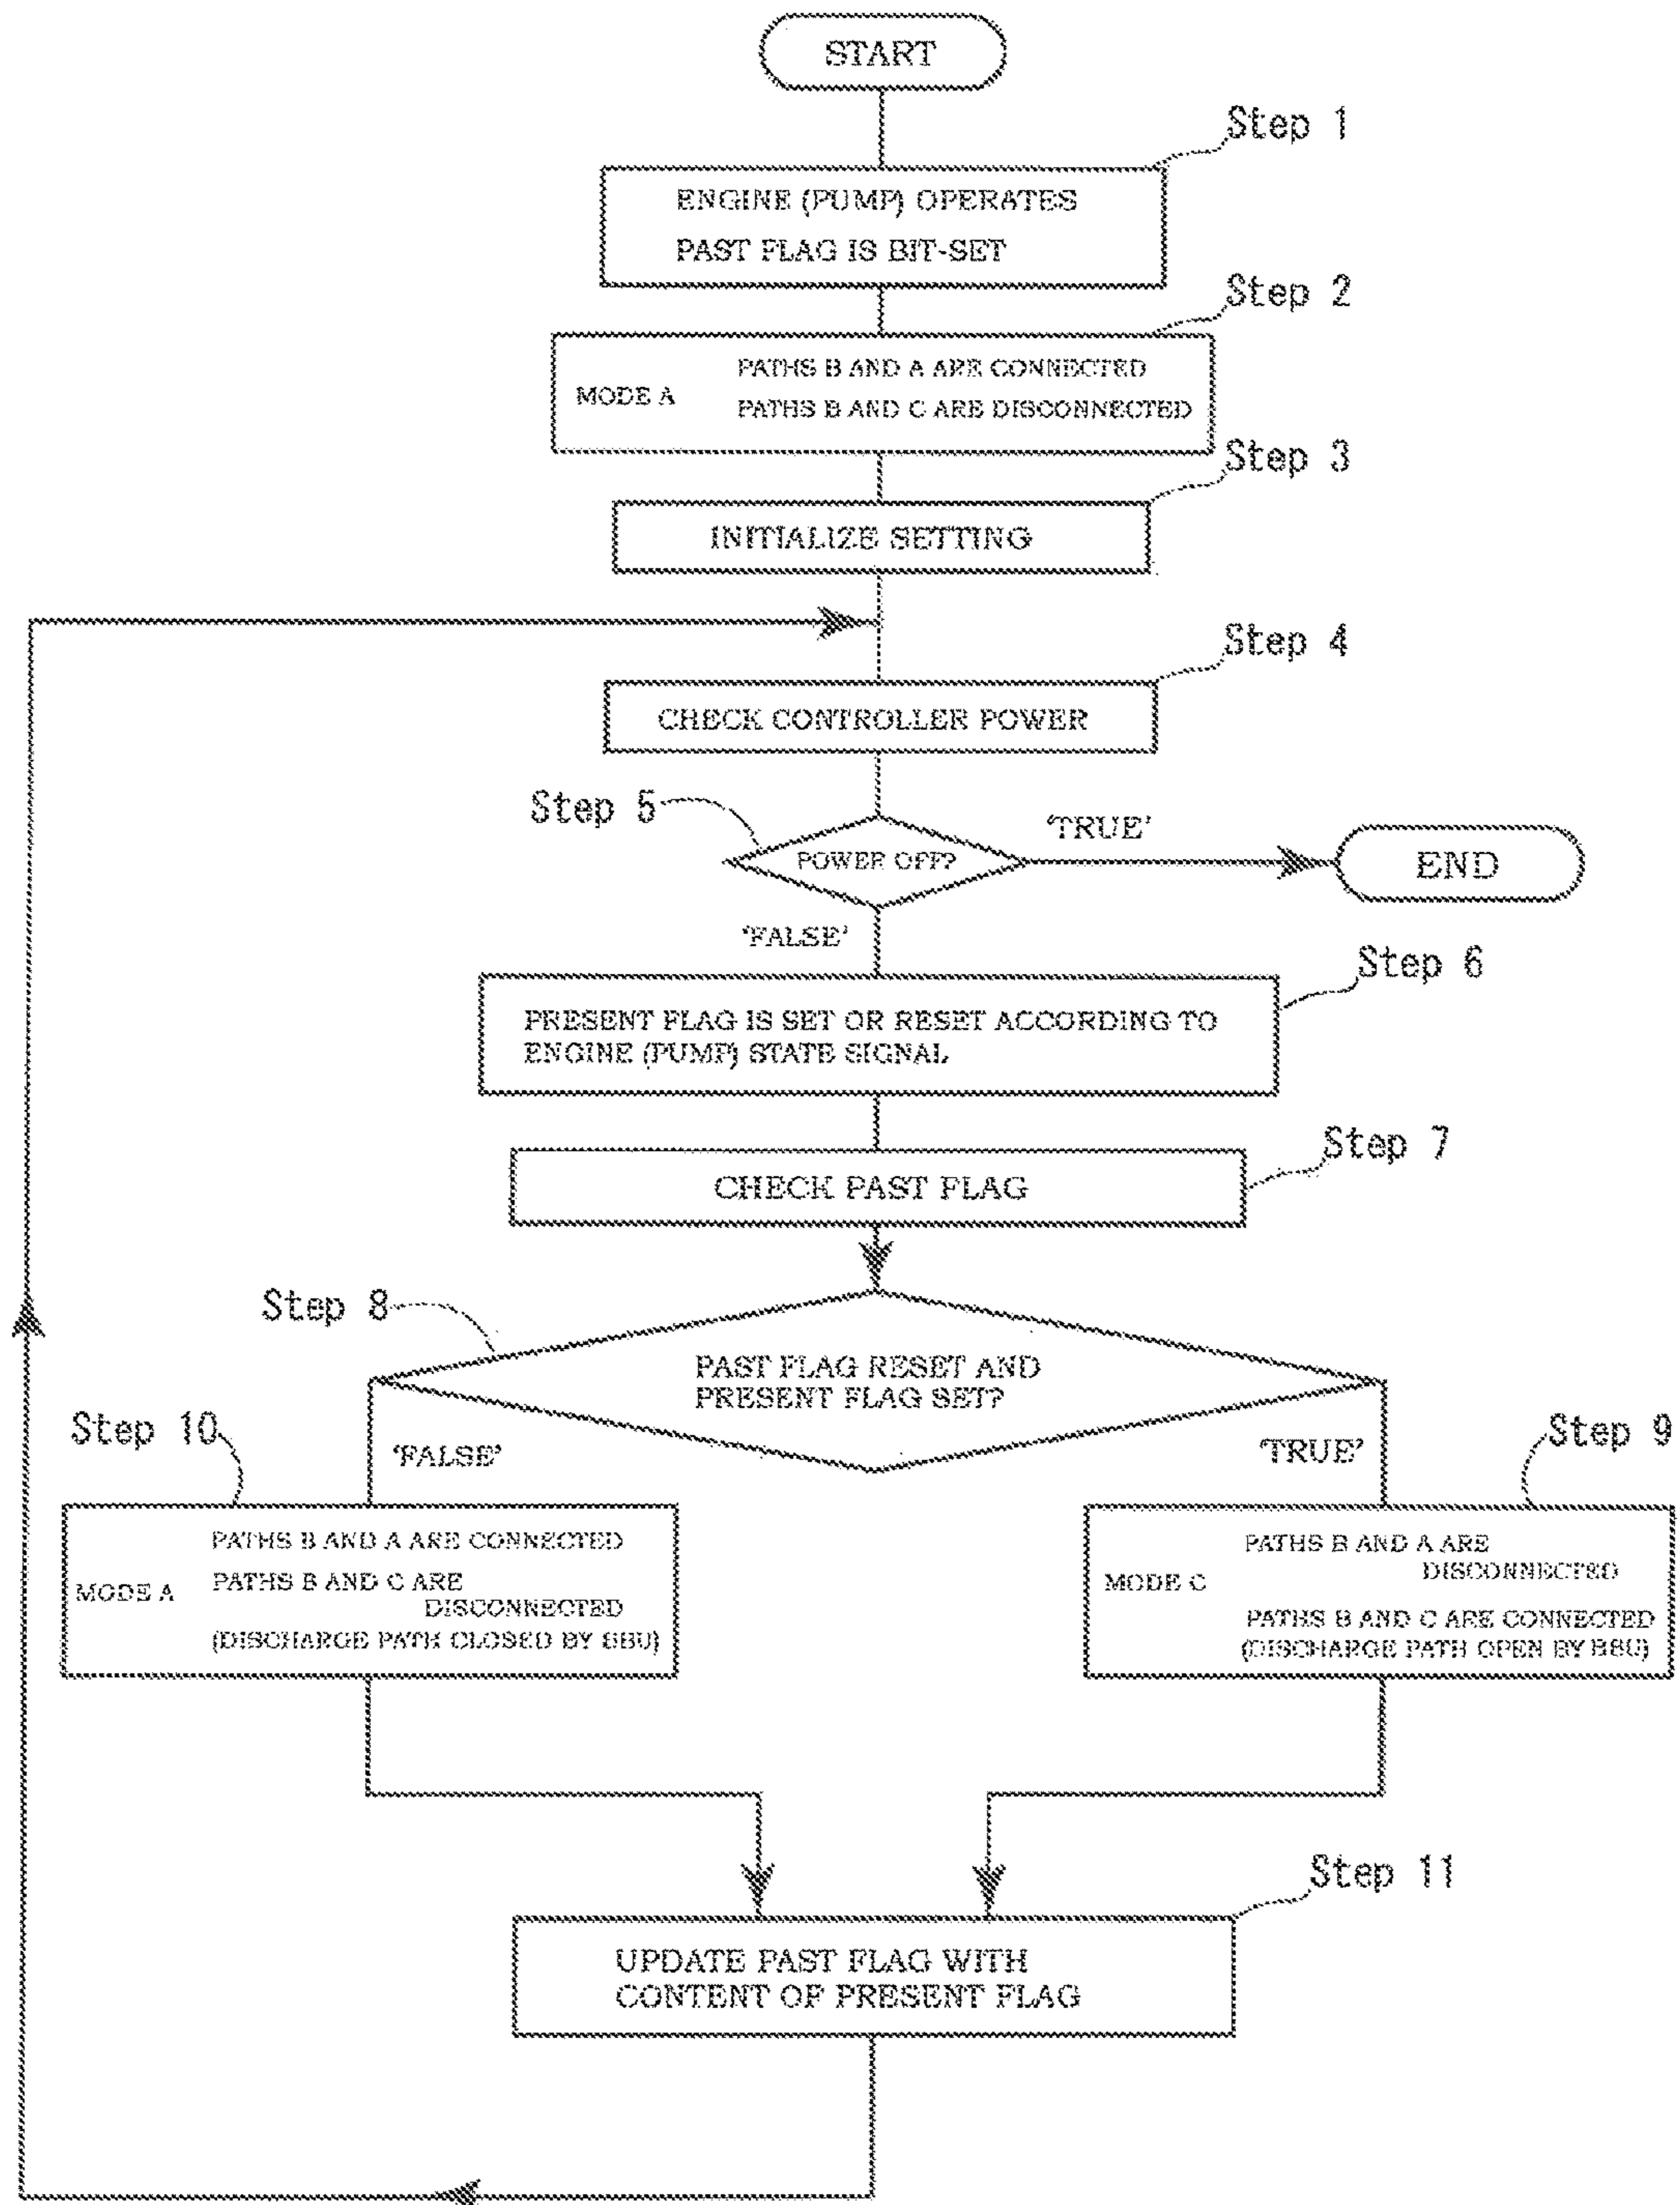 START
Step 1
ENGINE (PUMP) OPERATES
PAST FLAG IS BIT-SET
Step 2
MODE A
PATHS B AND A ARE CONNECTED
PATHS B AND C ARE DISCONNECTED
Step 3
INITIALIZE SETTING
Step 4
CHECK CONTROLLER POWER
Step 5
POWER OFF?
'TRUE'
END
'FALSE'
Step 6
PRESENT FLAG IS SET OR RESET ACCORDING TO
ENGINE (PUMP) STATE SIGNAL
Step 7
CHECK PAST FLAG
Step 8
PAST FLAG RESET AND
PRESENT FLAG SET?
Step 10
'FALSE'
'TRUE'
Step 9
MODE A
PATHS B AND A ARE CONNECTED
PATHS B AND C ARE
DISCONNECTED
(DISCHARGE PATH CLOSED BY BBU)
MODE C
PATHS B AND A ARE
DISCONNECTED
PATHS B AND C ARE CONNECTED
(DISCHARGE PATH OPEN BY BBU)
Step 11
UPDATE PAST FLAG WITH
CONTENT OF PRESENT FLAG